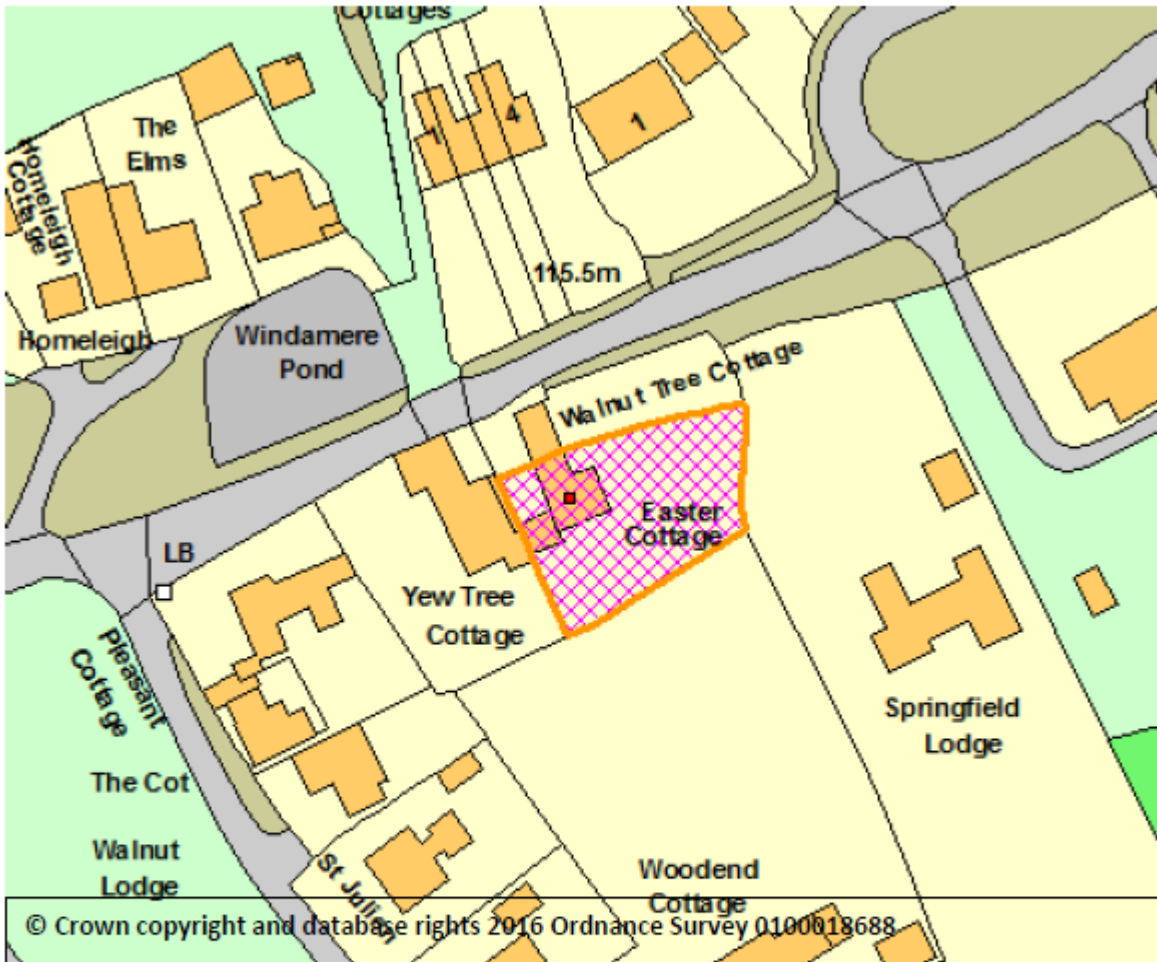 Cottages
The
Elms
Homeleigh
Cottage
1
4
1
115.5m
Homeleigh
Windamere
Pond
Walnut Tree Cottage
Easter
Cottage
LB
Yew Tree
Cottage
Pleasant
Cottage
Springfield
Lodge
The Cot
Walnut
Lodge
St Julian
Woodend
Cottage
© Crown copyright and database rights 2016 Ordnance Survey 0100018688